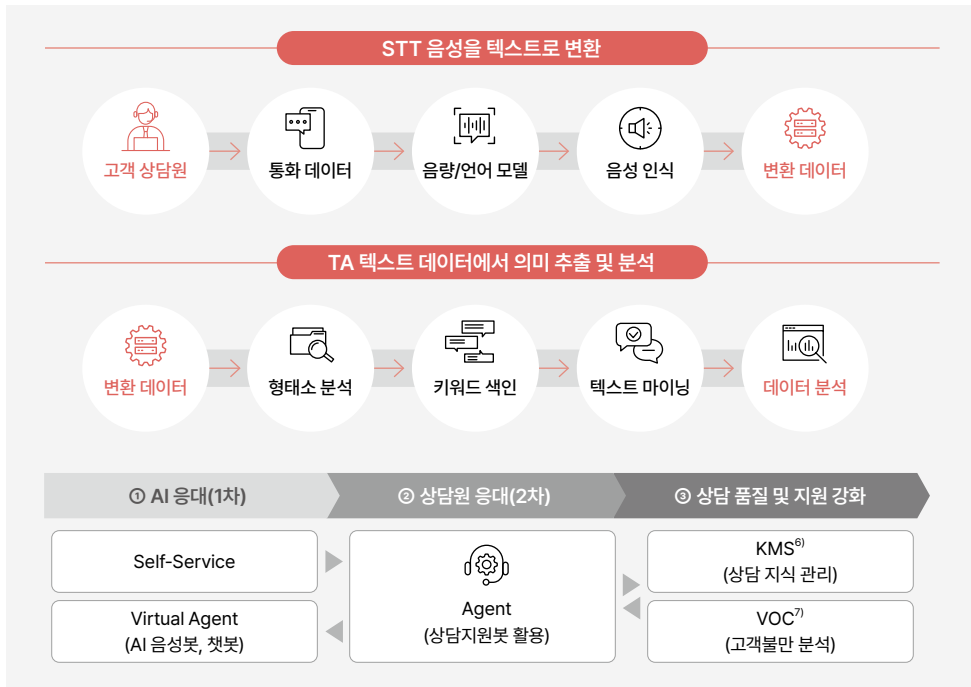 STT 음성을 텍스트로 변환
고객 상담원
통화 데이터
음량/언어 모델
음성 인식
변환 데이터
TA 텍스트 데이터에서 의미 추출 및 분석
변환 데이터
형태소 분석
키워드 색인
텍스트 마이닝
데이터 분석
① AI 응대(1차)
② 상담원 응대(2차)
③ 상담 품질 및 지원 강화
Self-Service
Virtual Agent
(AI 음성봇, 챗봇)
Agent
(상담지원봇 활용)
KMS⁶⁾
(상담 지식 관리)
VOC⁷⁾
(고객불만 분석)